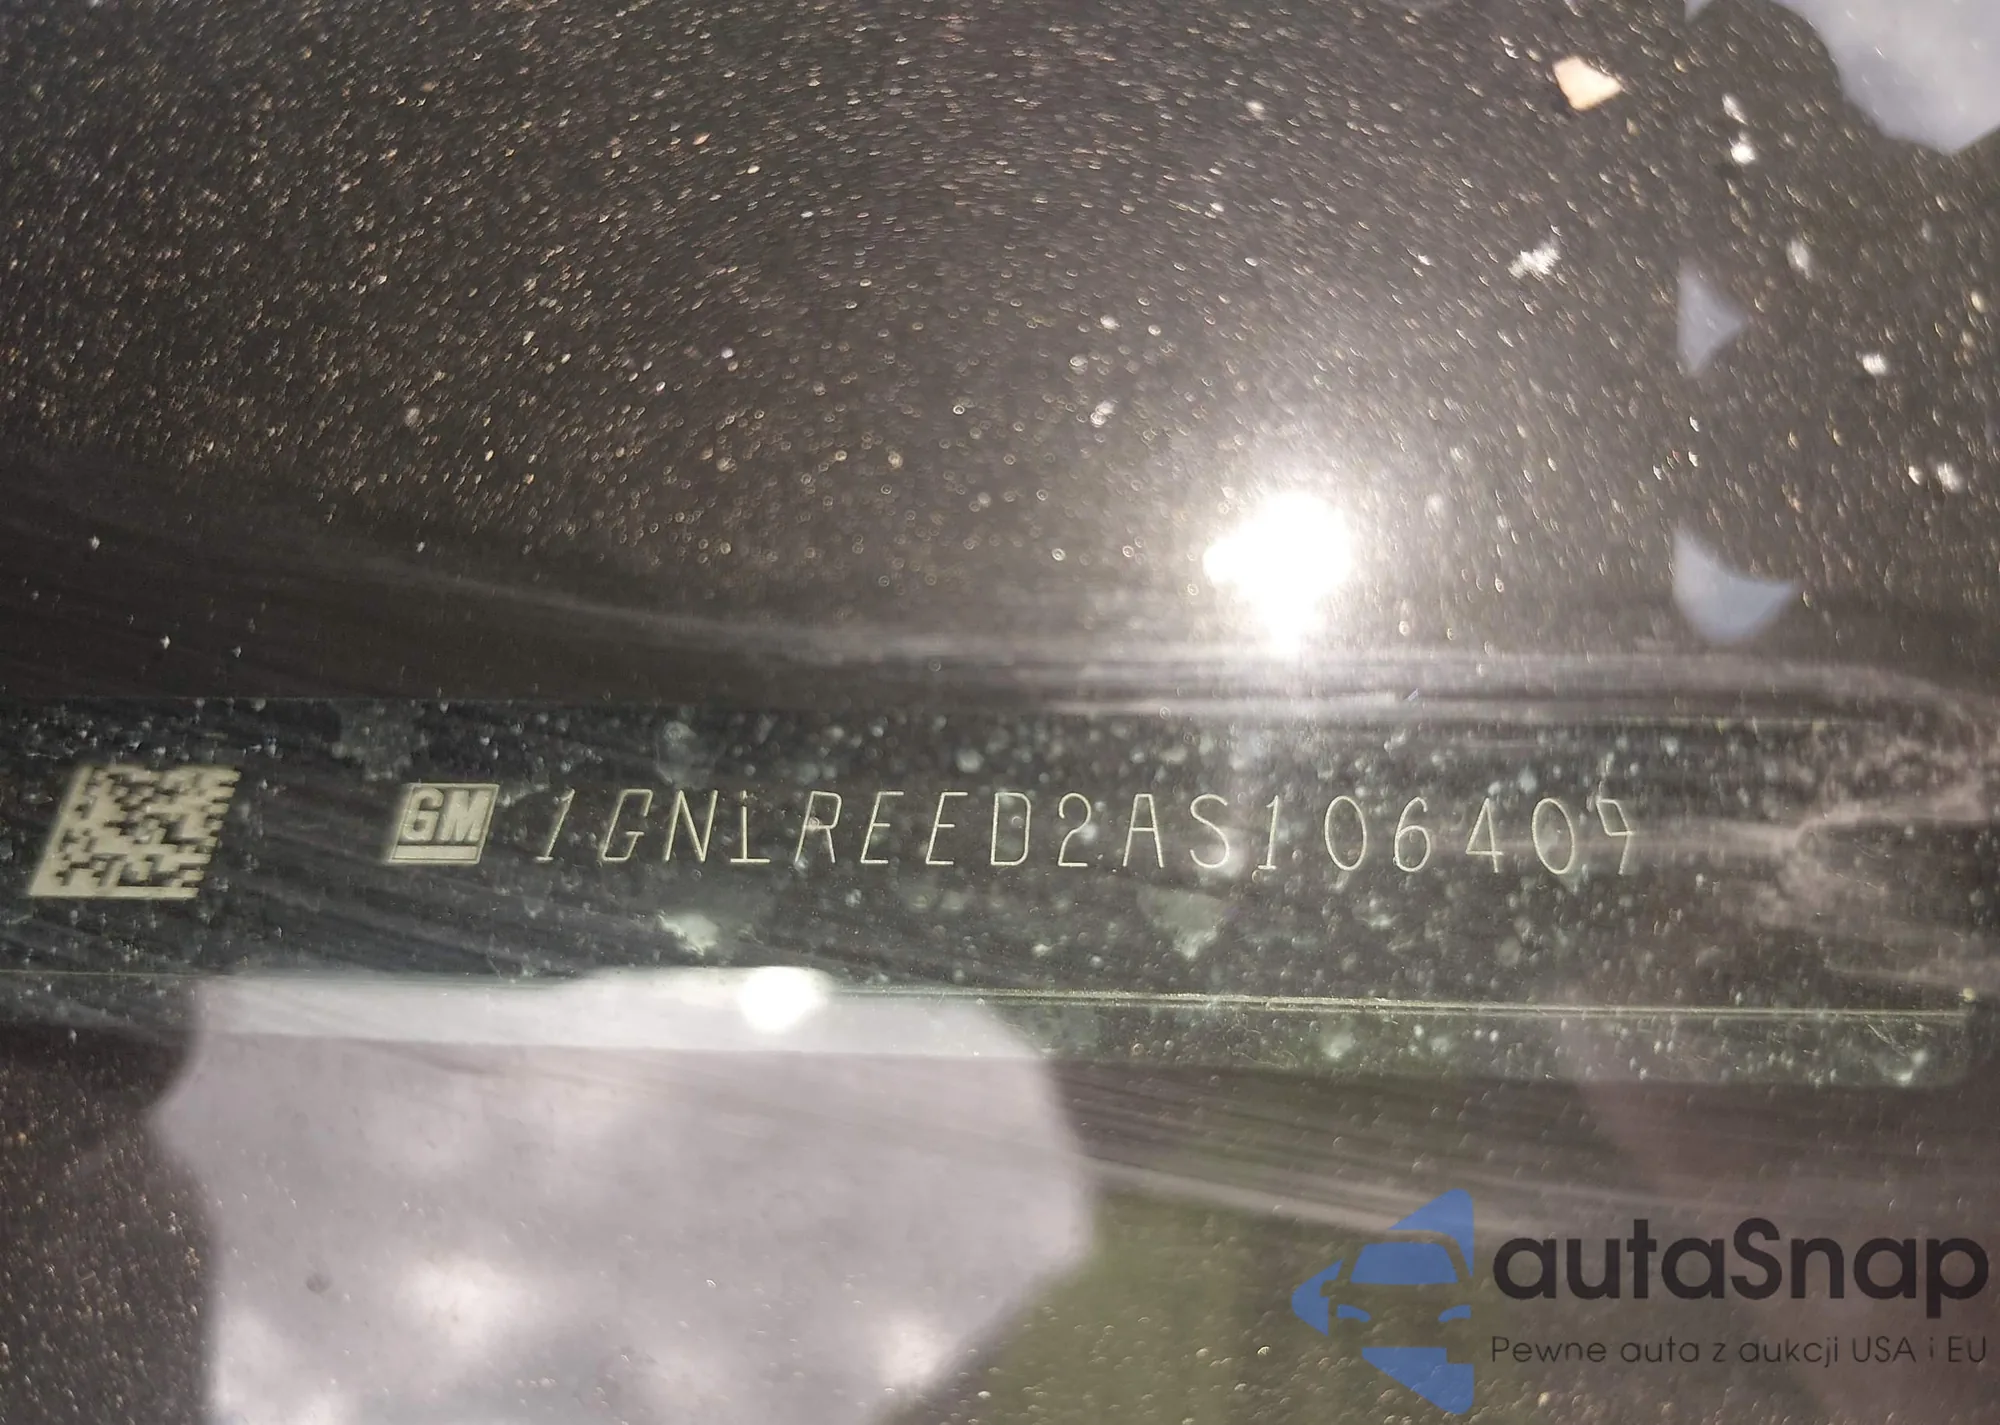 GM 1GN1REED2AS106409
autaSnap
Pewne auta z aukcji USA i EU